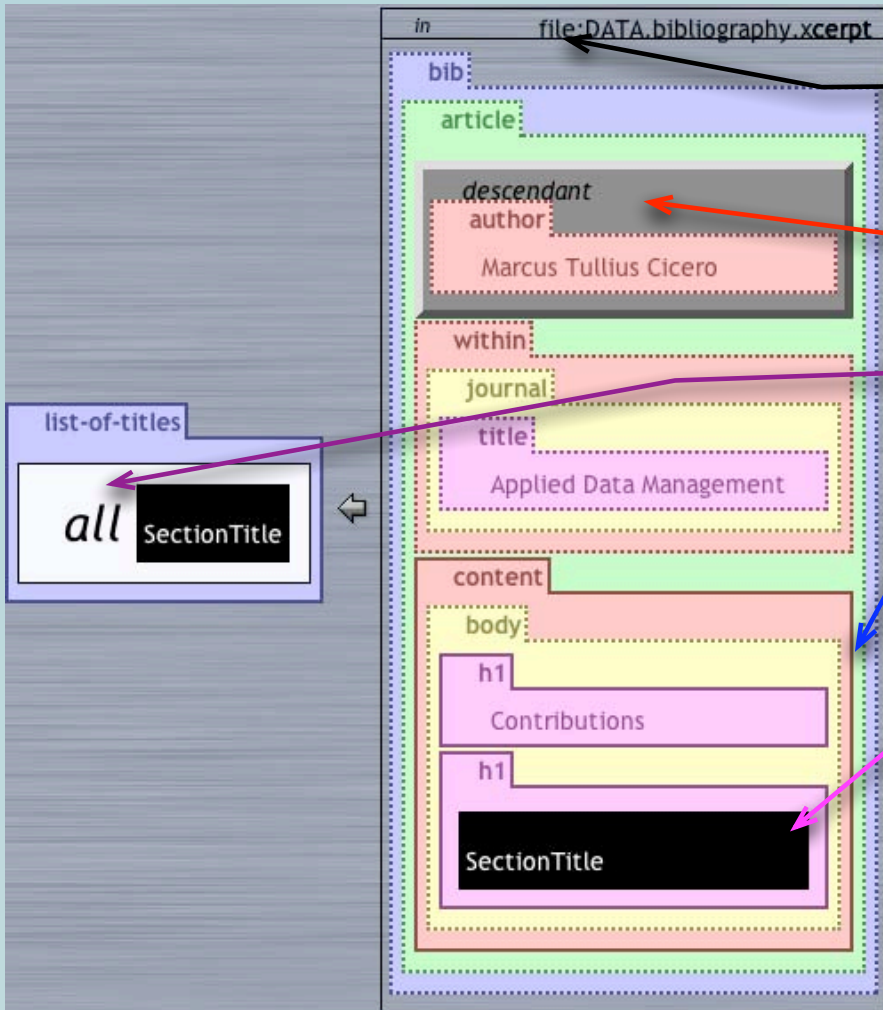 in file:DATA.bibliography.xcerpt
bib
article
descendant
author
Marcus Tullius Cicero
within
journal
title
Applied Data Management
content
body
h1
Contributions
h1
SectionTitle
list-of-titles
all SectionTitle